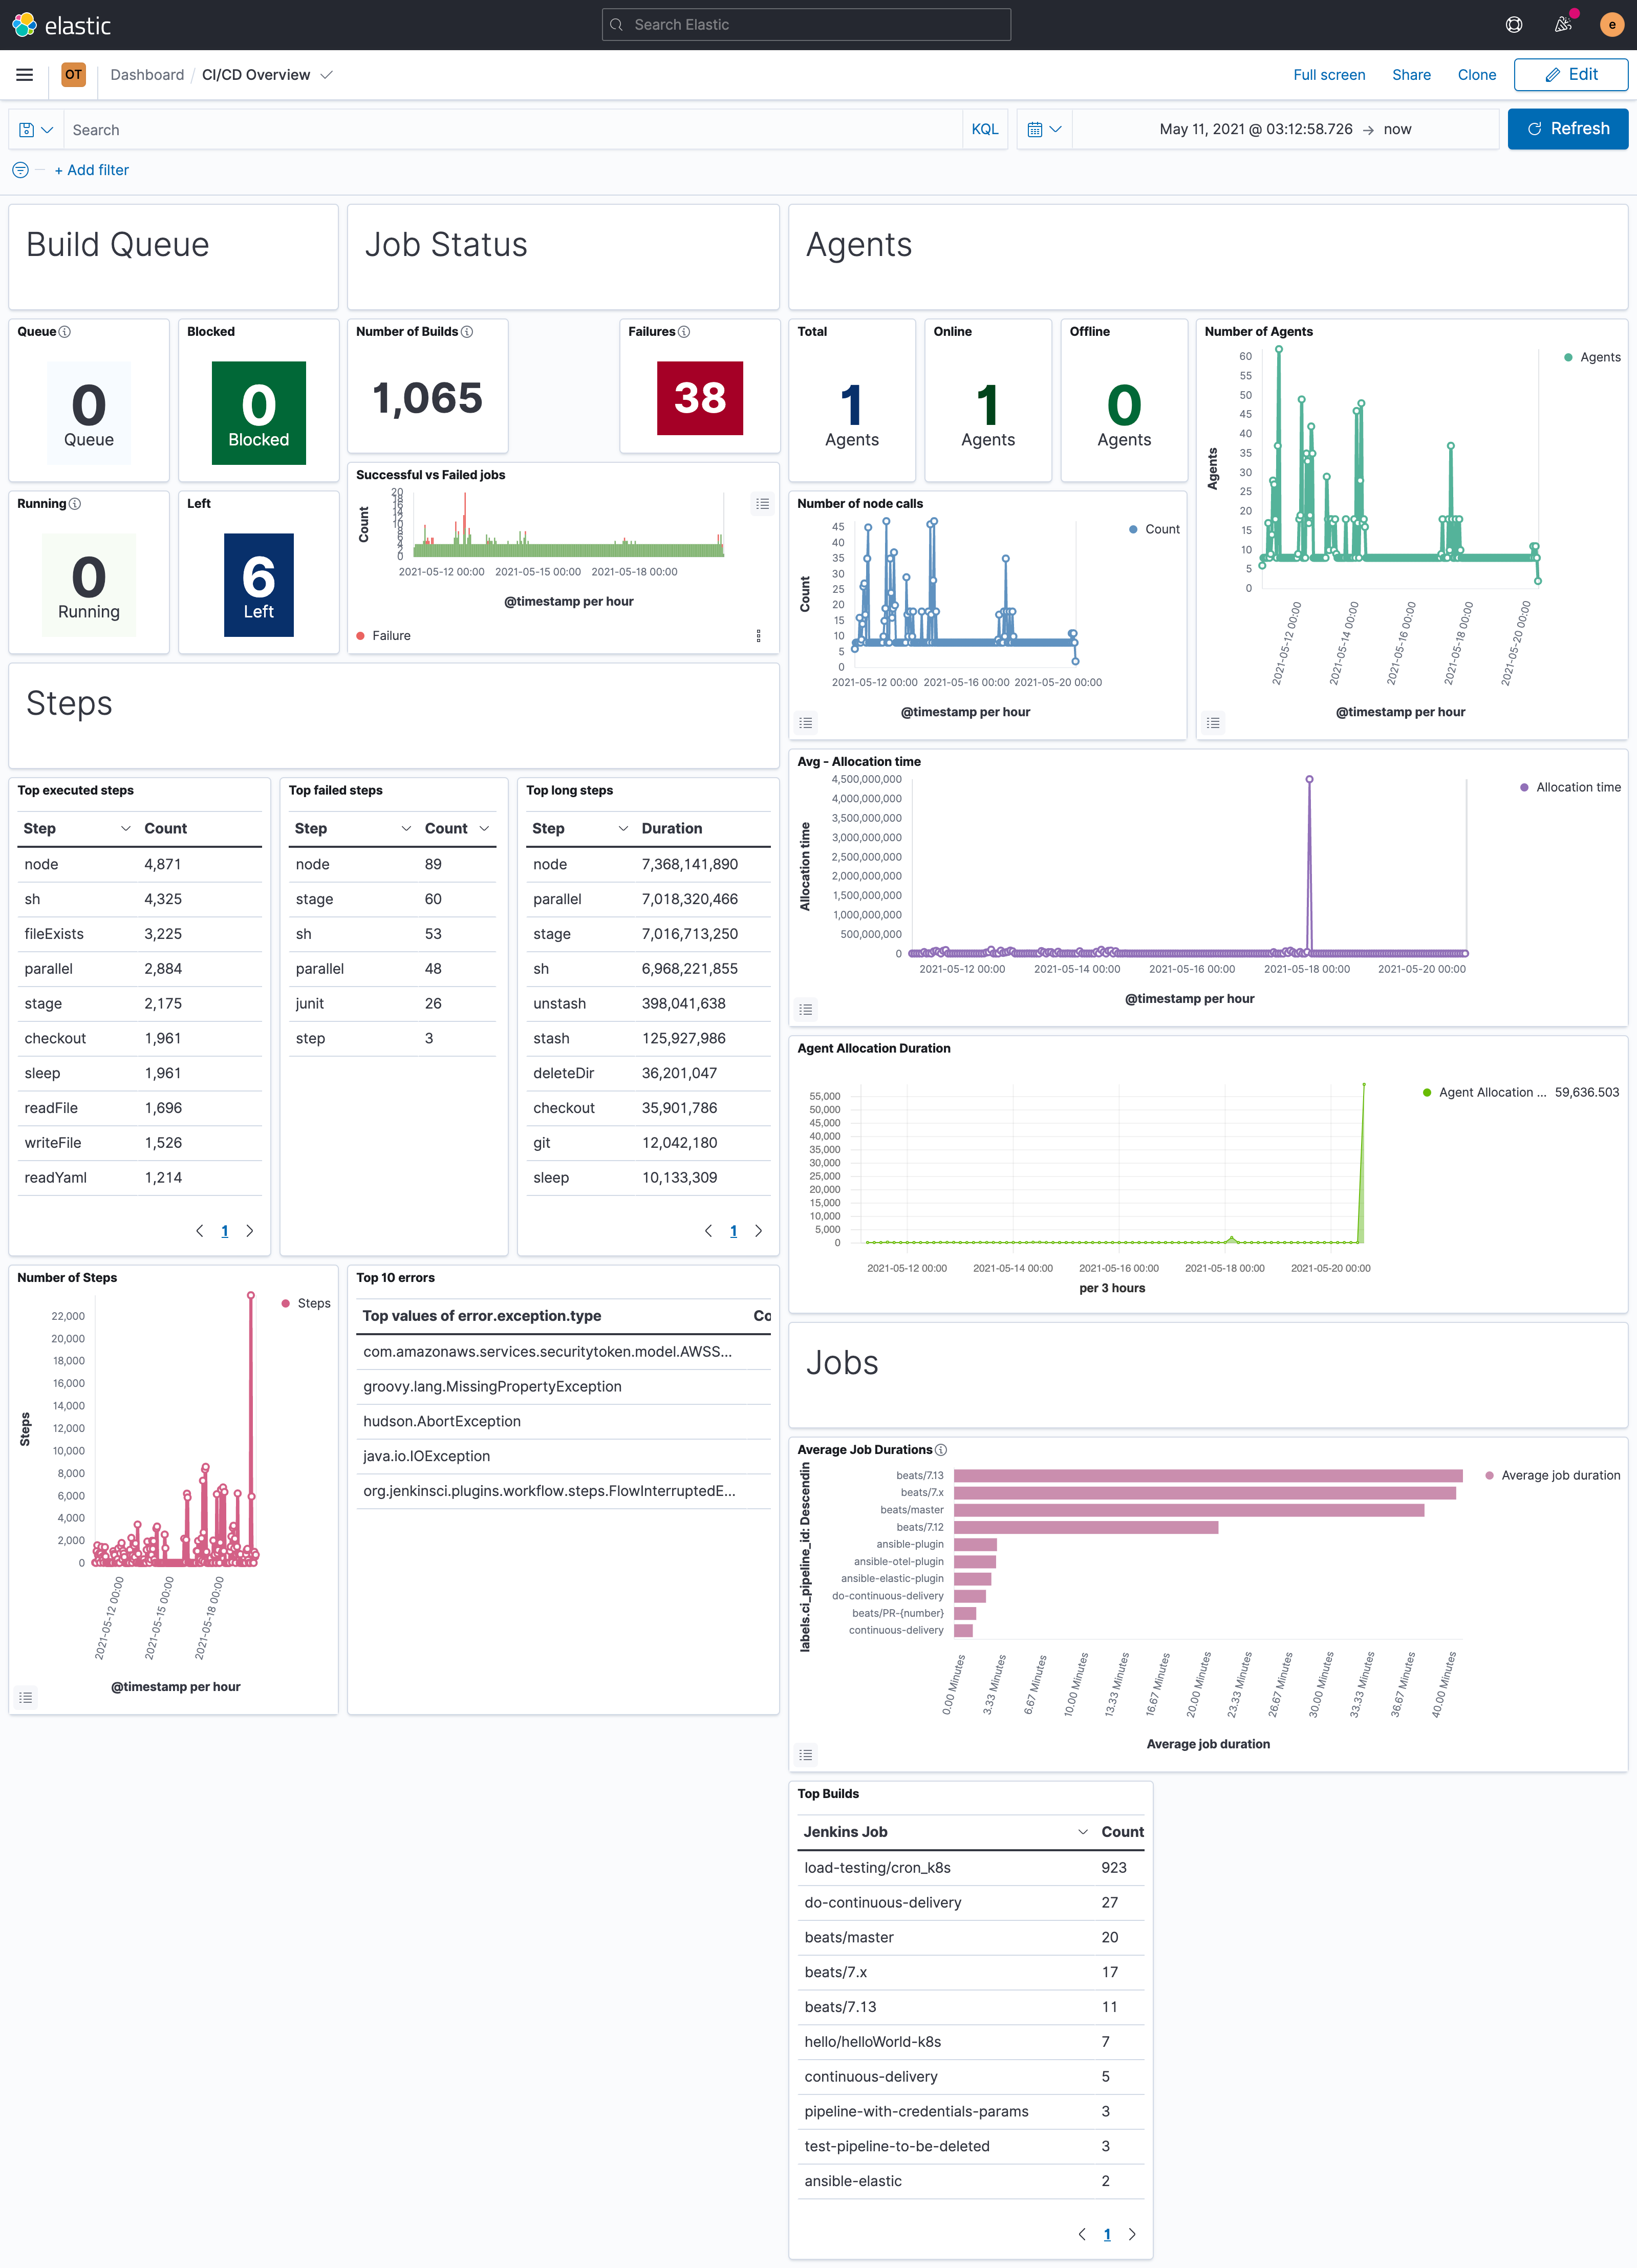 elastic
Search Elastic
e
OT
Dashboard / CI/CD Overview
Full screen
Share
Clone
Edit
Search
KQL
May 11, 2021 @ 03:12:58.726 → now
Refresh
+ Add filter
Build Queue
Job Status
Agents
Queue
0
Queue
Blocked
0
Blocked
Running
0
Running
Left
6
Left
Number of Builds
1,065
Failures
38
Successful vs Failed jobs
Count
20
18
16
14
12
10
8
6
4
2
0
2021-05-12 00:00 2021-05-15 00:00 2021-05-18 00:00
@timestamp per hour
Failure
Total
1
Agents
Online
1
Agents
Offline
0
Agents
Number of node calls
Count
45
40
35
30
25
20
15
10
5
0
2021-05-12 00:00 2021-05-16 00:00 2021-05-20 00:00
@timestamp per hour
Count
Number of Agents
Agents
60
55
50
45
40
35
30
25
20
15
10
5
0
2021-05-12 00:00
2021-05-14 00:00
2021-05-16 00:00
2021-05-18 00:00
2021-05-20 00:00
@timestamp per hour
Agents
Steps
Top executed steps
Step Count
node 4,871
sh 4,325
fileExists 3,225
parallel 2,884
stage 2,175
checkout 1,961
sleep 1,961
readFile 1,696
writeFile 1,526
readYaml 1,214
1
Top failed steps
Step Count
node 89
stage 60
sh 53
parallel 48
junit 26
step 3
Top long steps
Step Duration
node 7,368,141,890
parallel 7,018,320,466
stage 7,016,713,250
sh 6,968,221,855
unstash 398,041,638
stash 125,927,986
deleteDir 36,201,047
checkout 35,901,786
git 12,042,180
sleep 10,133,309
1
Avg - Allocation time
Allocation time
4,500,000,000
4,000,000,000
3,500,000,000
3,000,000,000
2,500,000,000
2,000,000,000
1,500,000,000
1,000,000,000
500,000,000
0
2021-05-12 00:00 2021-05-14 00:00 2021-05-16 00:00 2021-05-18 00:00 2021-05-20 00:00
@timestamp per hour
Allocation time
Agent Allocation Duration
55,000
50,000
45,000
40,000
35,000
30,000
25,000
20,000
15,000
10,000
5,000
0
2021-05-12 00:00 2021-05-14 00:00 2021-05-16 00:00 2021-05-18 00:00 2021-05-20 00:00
per 3 hours
Agent Allocation ... 59,636.503
Number of Steps
Steps
22,000
20,000
18,000
16,000
14,000
12,000
10,000
8,000
6,000
4,000
2,000
0
2021-05-12 00:00
2021-05-15 00:00
2021-05-18 00:00
@timestamp per hour
Steps
Top 10 errors
Top values of error.exception.type Co
com.amazonaws.services.securitytoken.model.AWSS...
groovy.lang.MissingPropertyException
hudson.AbortException
java.io.IOException
org.jenkinsci.plugins.workflow.steps.FlowInterruptedE...
Jobs
Average Job Durations
labels.ci_pipeline_id: Descendin
beats/7.13
beats/7.x
beats/master
beats/7.12
ansible-plugin
ansible-otel-plugin
ansible-elastic-plugin
do-continuous-delivery
beats/PR-{number}
continuous-delivery
0.00 Minutes
3.33 Minutes
6.67 Minutes
10.00 Minutes
13.33 Minutes
16.67 Minutes
20.00 Minutes
23.33 Minutes
26.67 Minutes
30.00 Minutes
33.33 Minutes
36.67 Minutes
40.00 Minutes
Average job duration
Average job duration
Top Builds
Jenkins Job Count
load-testing/cron_k8s 923
do-continuous-delivery 27
beats/master 20
beats/7.x 17
beats/7.13 11
hello/helloWorld-k8s 7
continuous-delivery 5
pipeline-with-credentials-params 3
test-pipeline-to-be-deleted 3
ansible-elastic 2
1